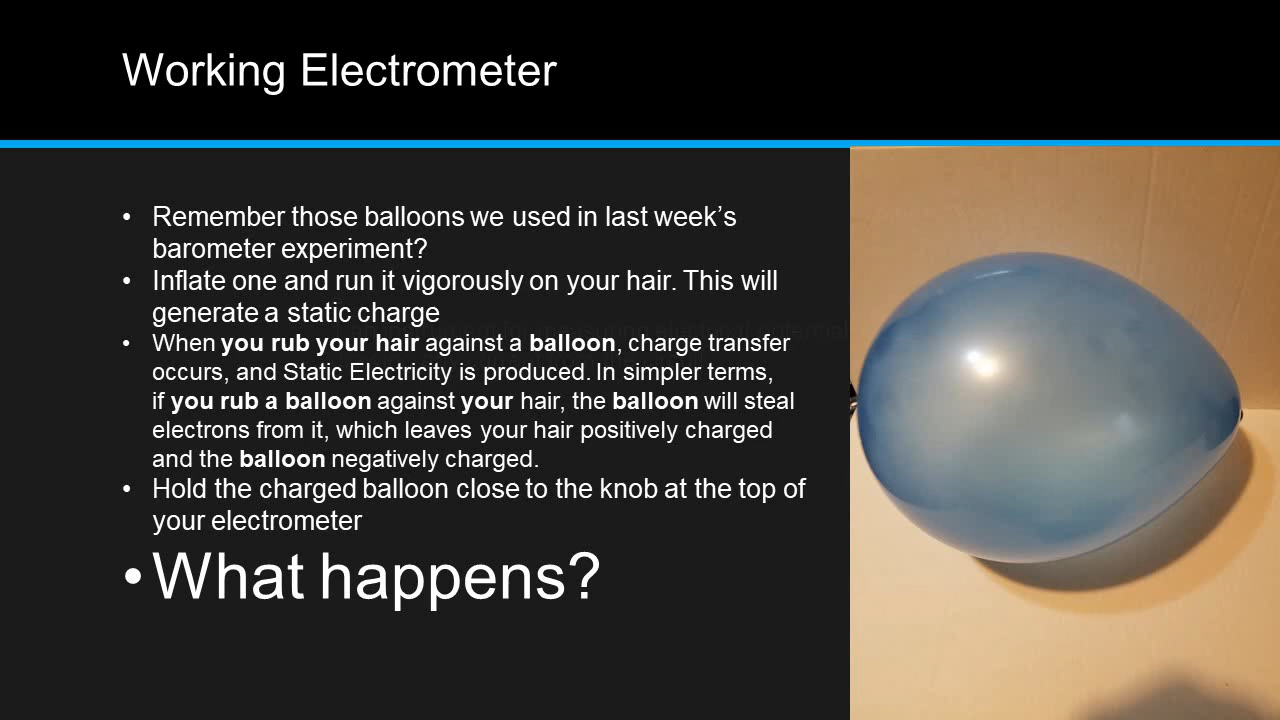 Working Electrometer
• Remember those balloons we used in last week’s
barometer experiment?
• Inflate one and run it vigorously on your hair. This will
generate a static charge
• When you rub your hair against a balloon, charge transfer
occurs, and Static Electricity is produced. In simpler terms,
if you rub a balloon against your hair, the balloon will steal
electrons from it, which leaves your hair positively charged
and the balloon negatively charged.
• Hold the charged balloon close to the knob at the top of
your electrometer
• What happens?